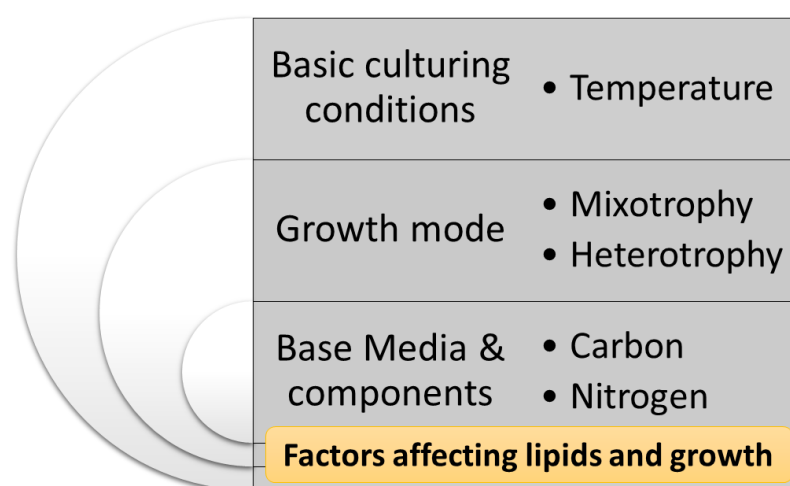 Basic culturing
conditions
• Temperature
Growth mode
• Mixotrophy
• Heterotrophy
Base Media &
components
• Carbon
• Nitrogen
Factors affecting lipids and growth